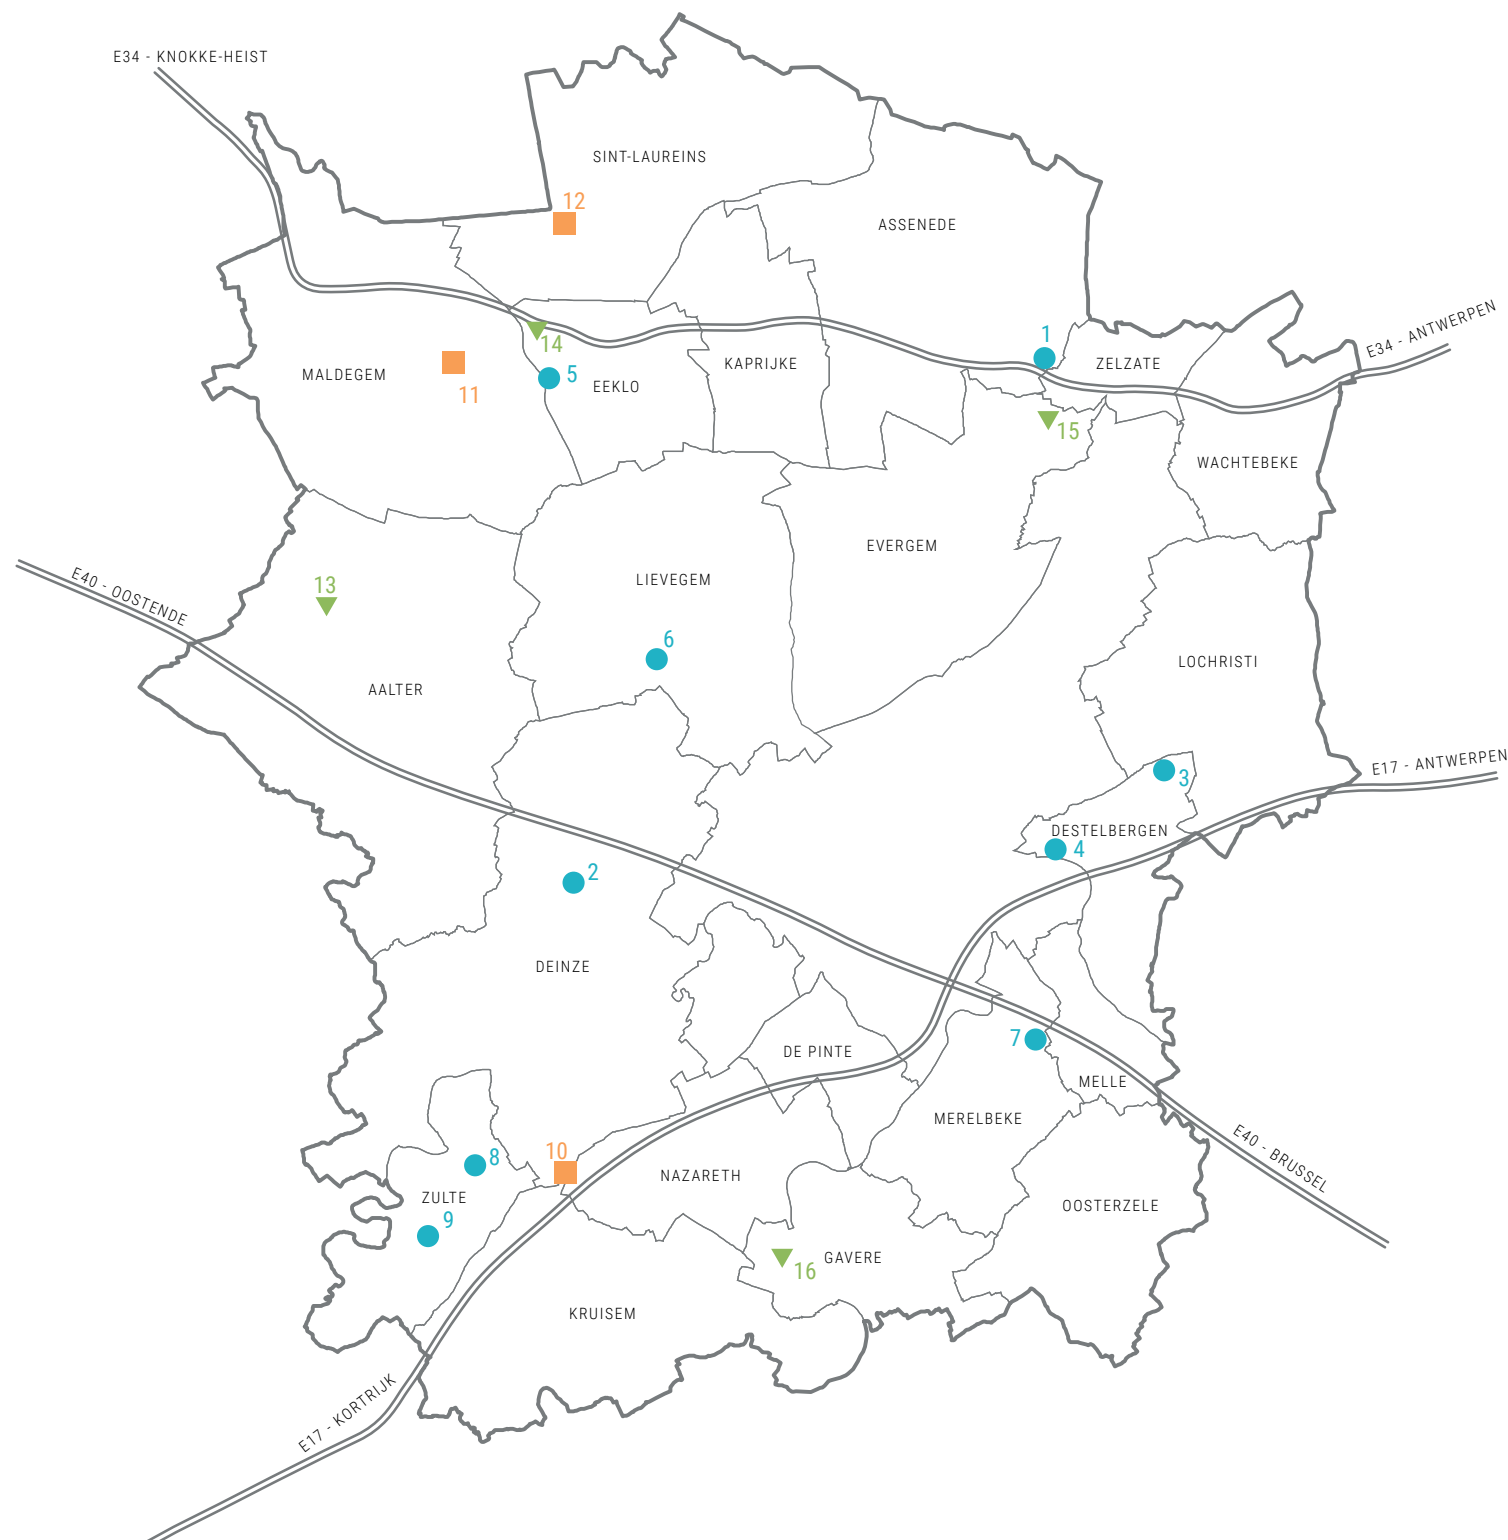 E34 - KNOKKE-HEIST
SINT-LAUREINS
12
ASSENEDE
E34 - ANTWERPEN
1
14
ZELZATE
KAPRIJKE
MALDEGEM
5
EEKLO
11
15
WACHTEBEKE
EVERGEM
E40 - OOSTENDE
13
LIEVEGEM
6
LOCHRISTI
AALTER
E17 - ANTWERPEN
3
DESTELBERGEN
4
2
DEINZE
7
DE PINTE
MELLE
MERELBEKE
E40 - BRUSSEL
10
8
NAZARETH
ZULTE
OOSTERZELE
9
GAVERE
16
KRUISEM
E17 - KORTRIJK